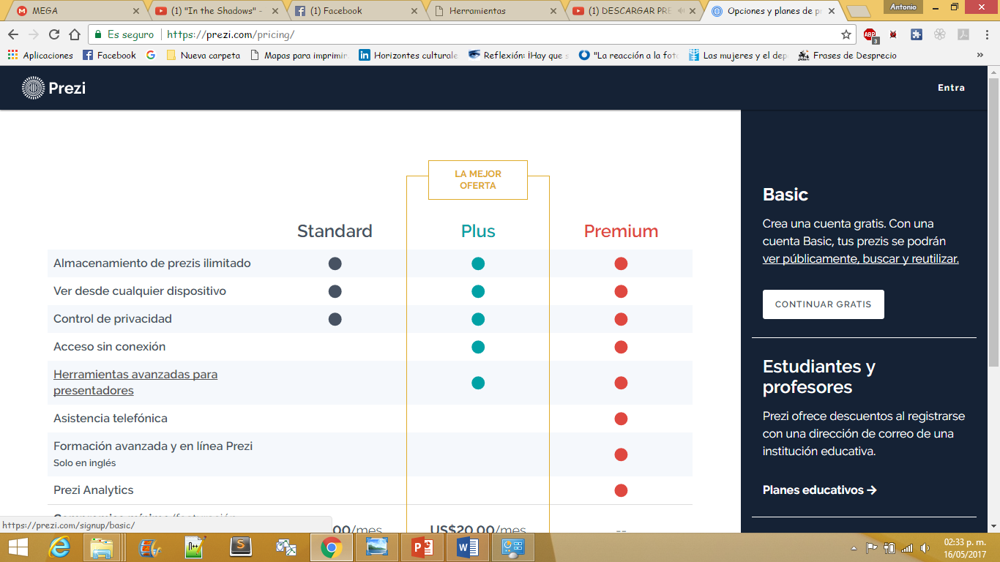 MEGA
(1) "In the Shadows" -
(1) Facebook
Herramientas
(1) DESCARGAR PRE
Opciones y planes de p
Antonio
Es seguro
https://prezi.com/pricing/
ABP
3
Aplicaciones
Facebook
Nueva carpeta
Mapas para imprimir
Horizontes culturale
Reflexión: ¡Hay que s
"La reacción a la foto
Las mujeres y el dep
Frases de Desprecio
Prezi
Entra
LA MEJOR
OFERTA
Standard
Plus
Premium
Almacenamiento de prezis ilimitado
Ver desde cualquier dispositivo
Control de privacidad
Acceso sin conexión
Herramientas avanzadas para
presentadores
Asistencia telefónica
Formación avanzada y en línea Prezi
Solo en inglés
Prezi Analytics
00/mes
US$20.00/mes
--
Basic
Crea una cuenta gratis. Con una
cuenta Basic, tus prezis se podrán
ver públicamente, buscar y reutilizar.
CONTINUAR GRATIS
Estudiantes y
profesores
Prezi ofrece descuentos al registrarse
con una dirección de correo de una
institución educativa.
Planes educativos →
https://prezi.com/signup/basic/
02:33 p. m.
16/05/2017